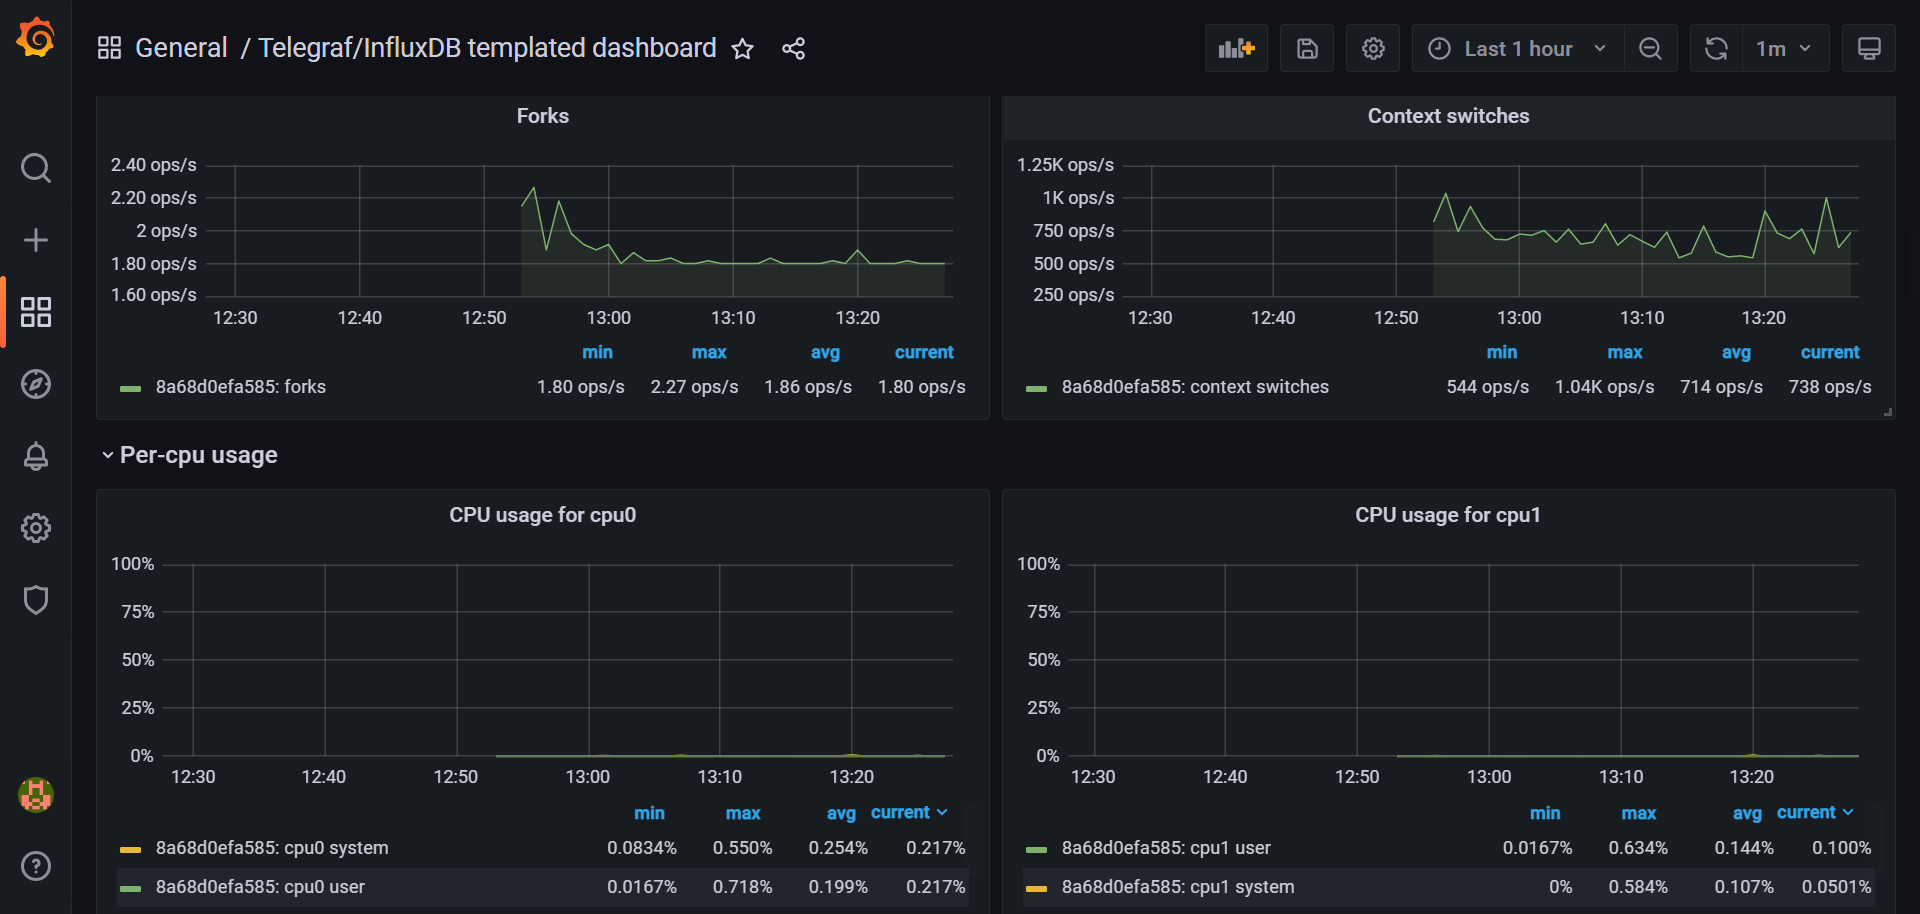 General / Telegraf/InfluxDB templated dashboard
Last 1 hour
1m
Forks
2.40 ops/s
2.20 ops/s
2 ops/s
1.80 ops/s
1.60 ops/s
12:30 12:40 12:50 13:00 13:10 13:20
min max avg current
8a68d0efa585: forks 1.80 ops/s 2.27 ops/s 1.86 ops/s 1.80 ops/s
Context switches
1.25K ops/s
1K ops/s
750 ops/s
500 ops/s
250 ops/s
12:30 12:40 12:50 13:00 13:10 13:20
min max avg current
8a68d0efa585: context switches 544 ops/s 1.04K ops/s 714 ops/s 738 ops/s
Per-cpu usage
CPU usage for cpu0
100%
75%
50%
25%
0%
12:30 12:40 12:50 13:00 13:10 13:20
min max avg current
8a68d0efa585: cpu0 system 0.0834% 0.550% 0.254% 0.217%
8a68d0efa585: cpu0 user 0.0167% 0.718% 0.199% 0.217%
CPU usage for cpu1
100%
75%
50%
25%
0%
12:30 12:40 12:50 13:00 13:10 13:20
min max avg current
8a68d0efa585: cpu1 user 0.0167% 0.634% 0.144% 0.100%
8a68d0efa585: cpu1 system 0% 0.584% 0.107% 0.0501%